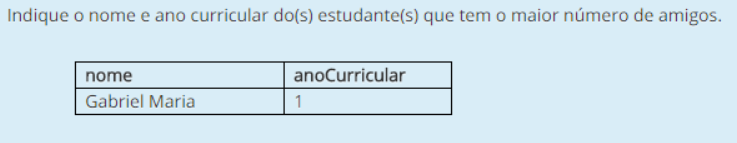 Indique o nome e ano curricular do(s) estudante(s) que tem o maior número de amigos.
nome anoCurricular
Gabriel Maria 1